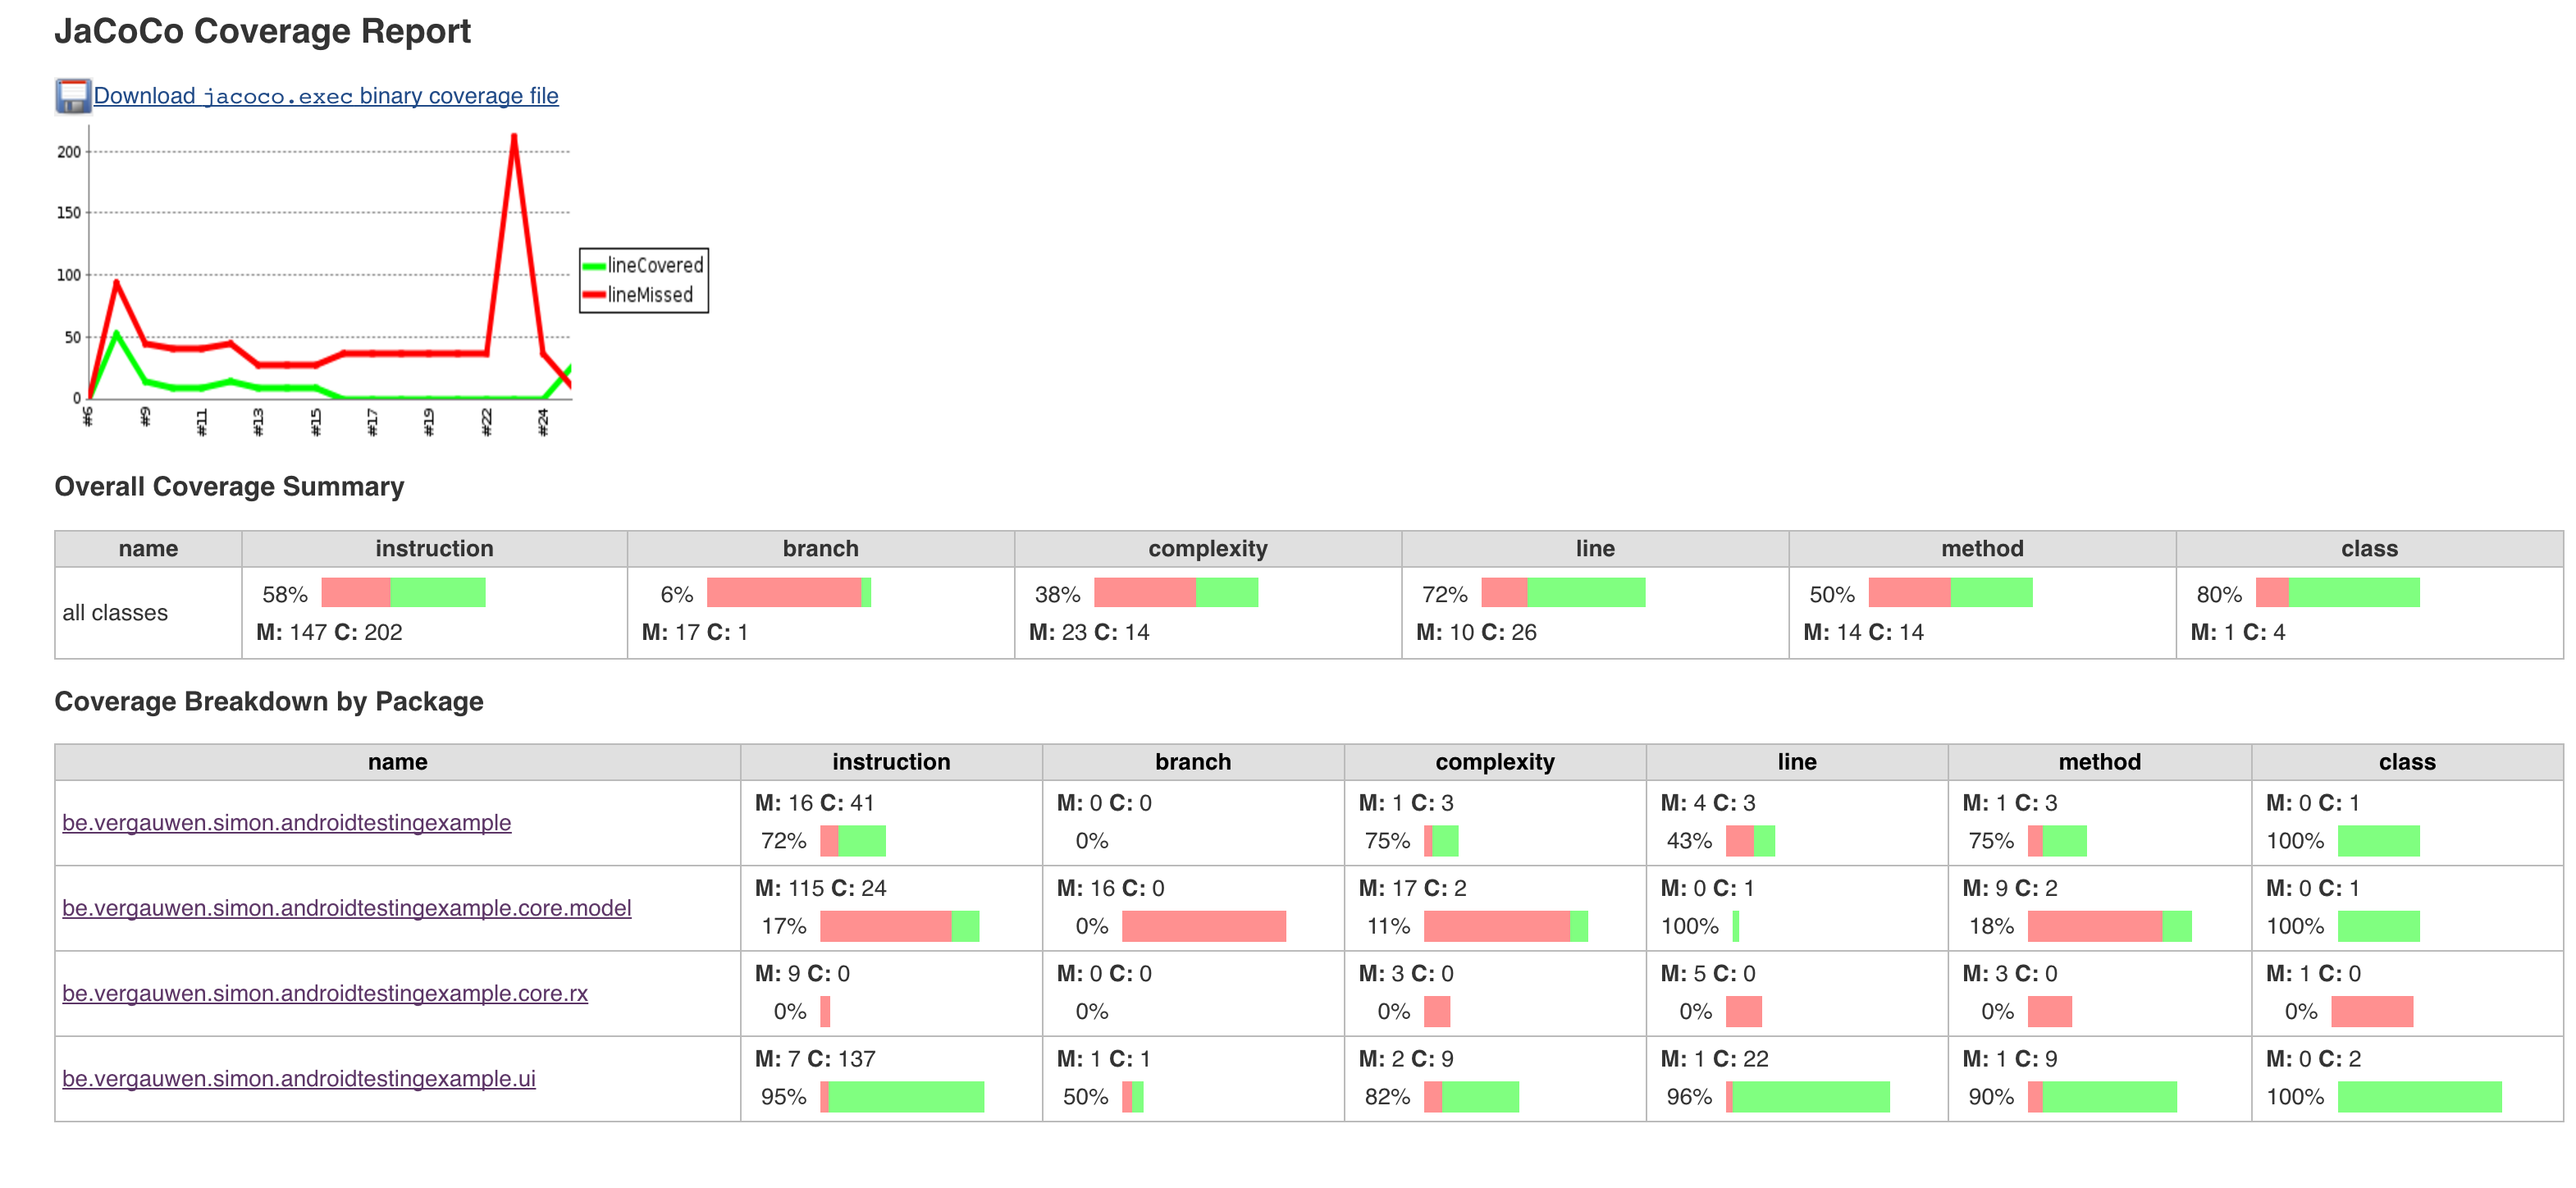 JaCoCo Coverage Report
Download jacoco.exec binary coverage file
200
150
100
50
0
#6 #9 #11 #13 #15 #17 #19 #22 #24
lineCovered
lineMissed
Overall Coverage Summary
name instruction branch complexity line method class
all classes
58% 6% 38% 72% 50% 80%
M: 147 C: 202 M: 17 C: 1 M: 23 C: 14 M: 10 C: 26 M: 14 C: 14 M: 1 C: 4
Coverage Breakdown by Package
name instruction branch complexity line method class
be.vergauwen.simon.androidtestingexample
M: 16 C: 41 M: 0 C: 0 M: 1 C: 3 M: 4 C: 3 M: 1 C: 3 M: 0 C: 1
72% 0% 75% 43% 75% 100%
be.vergauwen.simon.androidtestingexample.core.model
M: 115 C: 24 M: 16 C: 0 M: 17 C: 2 M: 0 C: 1 M: 9 C: 2 M: 0 C: 1
17% 0% 11% 100% 18% 100%
be.vergauwen.simon.androidtestingexample.core.rx
M: 9 C: 0 M: 0 C: 0 M: 3 C: 0 M: 5 C: 0 M: 3 C: 0 M: 1 C: 0
0% 0% 0% 0% 0% 0%
be.vergauwen.simon.androidtestingexample.ui
M: 7 C: 137 M: 1 C: 1 M: 2 C: 9 M: 1 C: 22 M: 1 C: 9 M: 0 C: 2
95% 50% 82% 96% 90% 100%